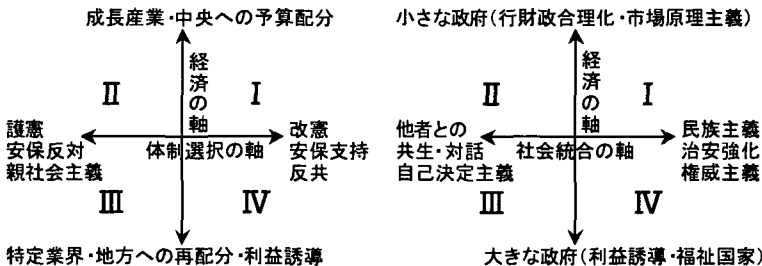 成長産業・中央への予算配分
経済の軸
Ⅱ
Ⅰ
護憲
安保反対
親社会主義
体制選択の軸
改憲
安保支持
反共
Ⅲ
Ⅳ
特定業界・地方への再配分・利益誘導
小さな政府(行財政合理化・市場原理主義)
経済の軸
Ⅱ
Ⅰ
他者との
共生・対話
自己決定主義
社会統合の軸
民族主義
治安強化
権威主義
Ⅲ
Ⅳ
大きな政府(利益誘導・福祉国家)